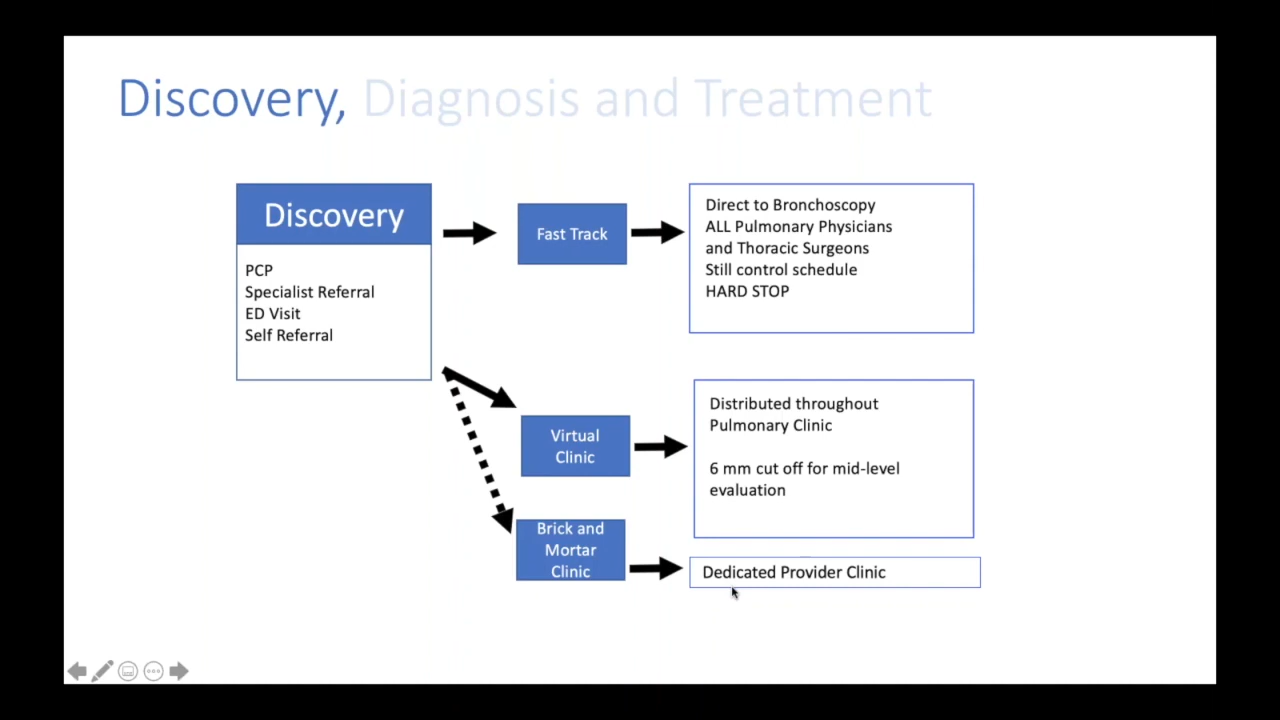 Discovery, Diagnosis and Treatment
Discovery
PCP
Specialist Referral
ED Visit
Self Referral
Fast Track
Direct to Bronchoscopy
ALL Pulmonary Physicians
and Thoracic Surgeons
Still control schedule
HARD STOP
Virtual
Clinic
Distributed throughout
Pulmonary Clinic
6 mm cut off for mid-level
evaluation
Brick and
Mortar
Clinic
Dedicated Provider Clinic